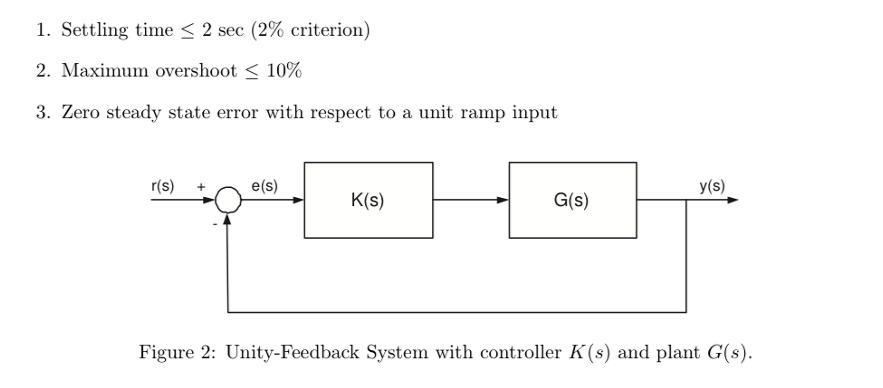 1. Settling time ≤ 2 sec (2% criterion)
2. Maximum overshoot ≤ 10%
3. Zero steady state error with respect to a unit ramp input
r(s) + e(s) K(s) G(s) y(s)
-
Figure 2: Unity-Feedback System with controller K(s) and plant G(s).